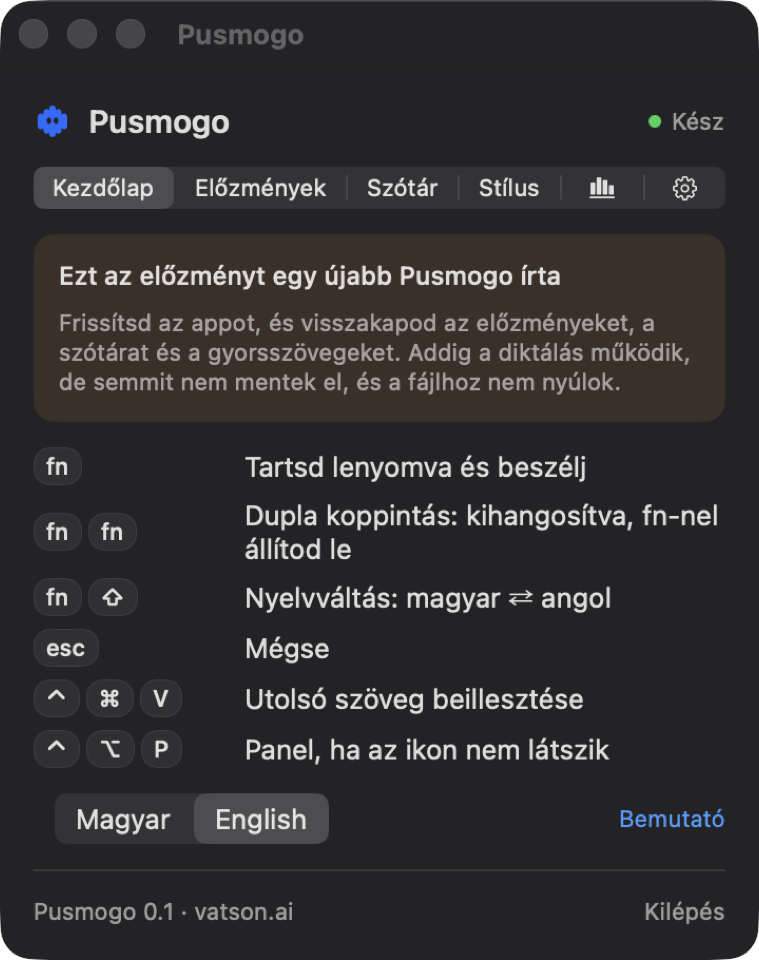 Pusmogo
Pusmogo
Kész
Kezdőlap
Előzmények
Szótár
Stílus
Ezt az előzményt egy újabb Pusmogo írta
Frissítsd az appot, és visszakapod az előzményeket, a
szótárat és a gyorsszövegeket. Addig a diktálás működik,
de semmit nem mentek el, és a fájlhoz nem nyúlok.
fn Tartsd lenyomva és beszélj
fn fn Dupla koppintás: kihangosítva, fn-nel
állítod le
fn ⇧ Nyelvváltás: magyar ⇄ angol
esc Mégse
^ ⌘ V Utolsó szöveg beillesztése
^ ⌥ P Panel, ha az ikon nem látszik
Magyar English
Bemutató
Pusmogo 0.1 · vatson.ai
Kilépés